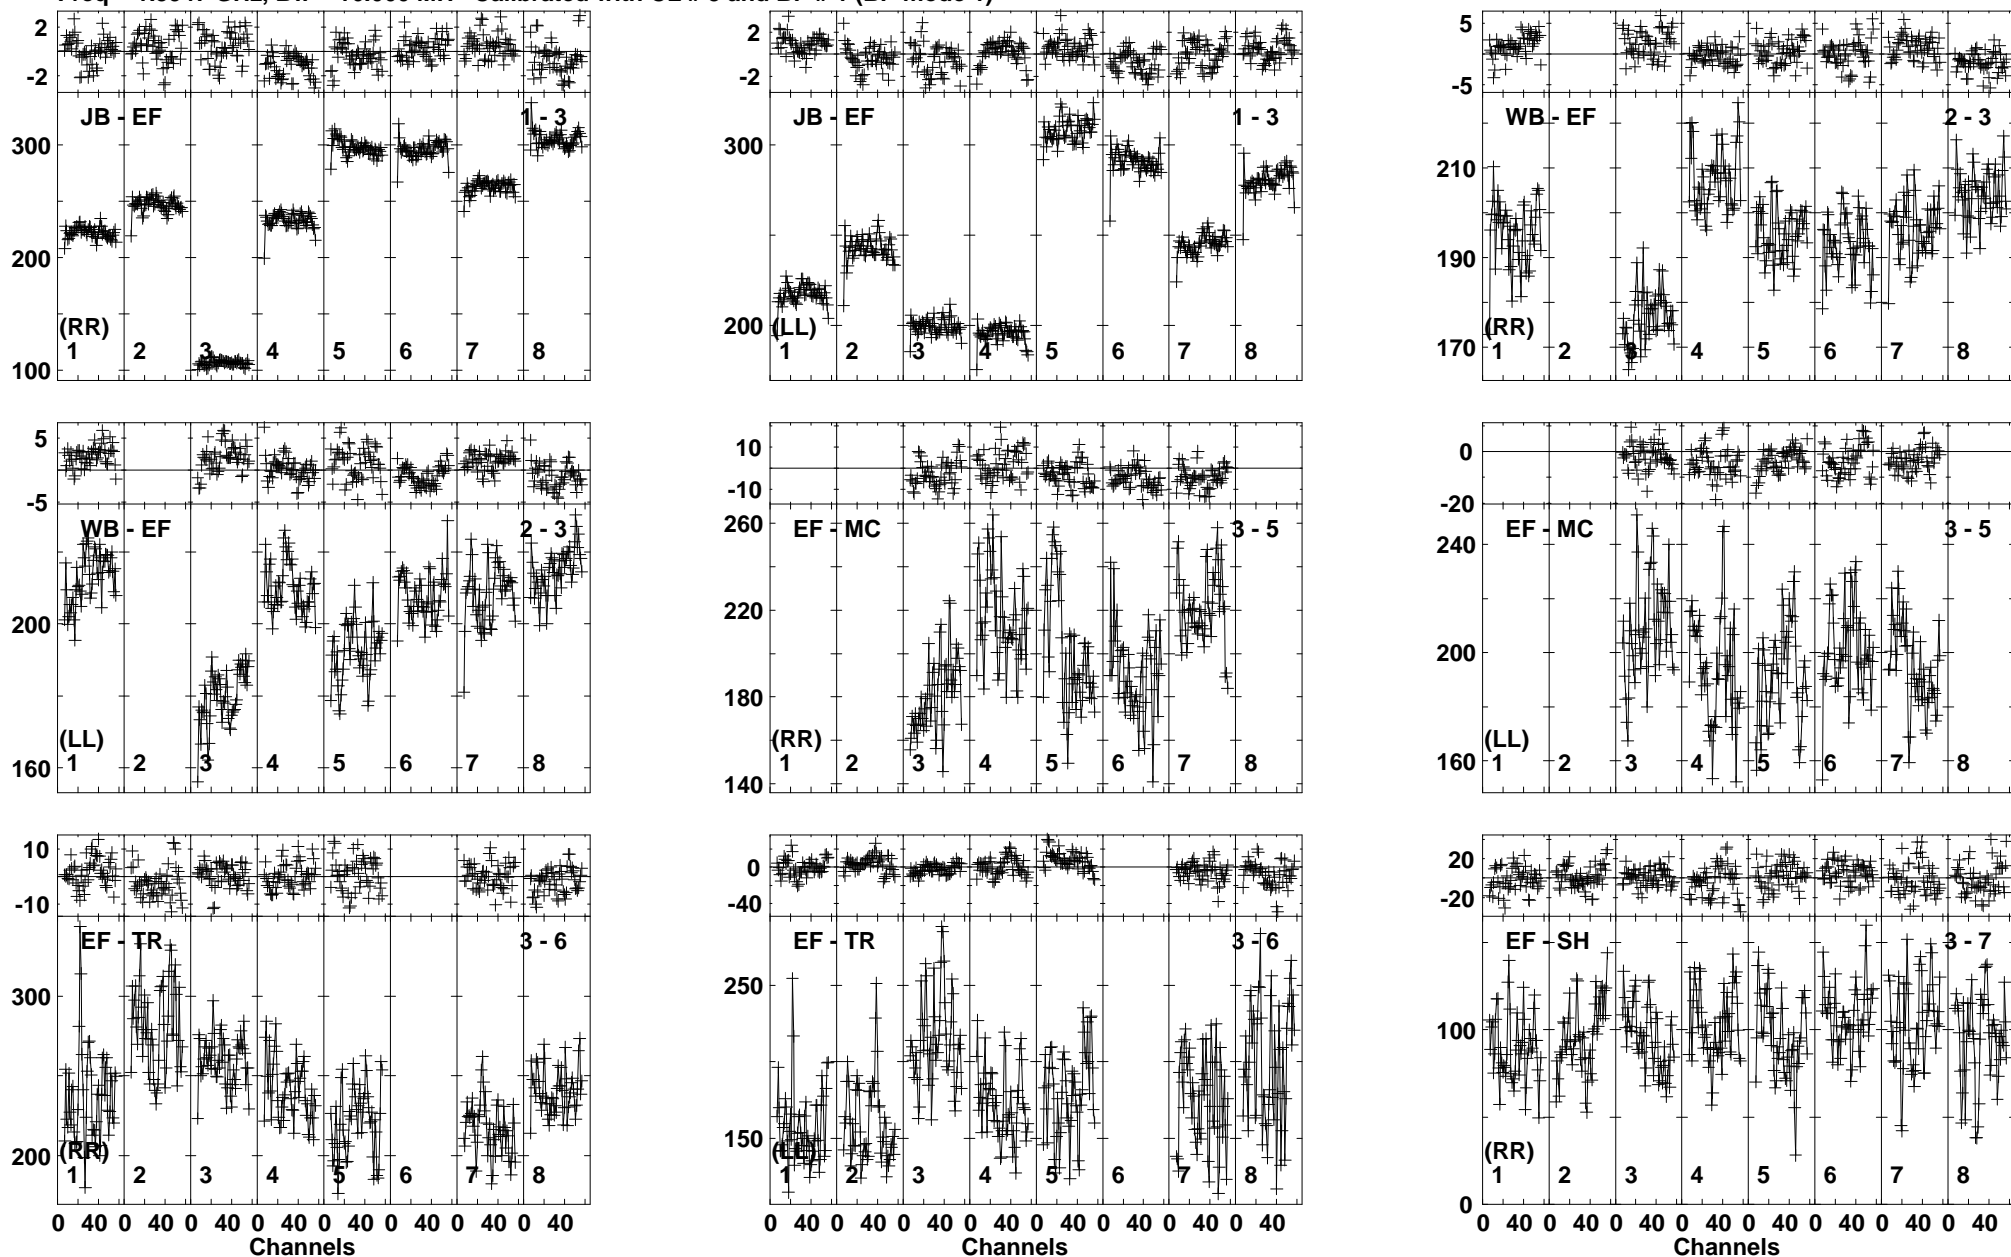 2
-2
JB - EF
1 - 3
300
200
100
(RR)
1 2 3 4 5 6 7 8
2
-2
JB - EF
1 - 3
300
200
(LL)
1 2 3 4 5 6 7 8
5
-5
WB - EF
2 - 3
210
190
170
(RR)
1 2 3 4 5 6 7 8
5
-5
WB - EF
2 - 3
200
160
(LL)
1 2 3 4 5 6 7 8
10
-10
EF - MC
3 - 5
260
220
180
140
(RR)
1 2 3 4 5 6 7 8
0
-20
EF - MC
3 - 5
240
200
160
(LL)
1 2 3 4 5 6 7 8
10
-10
EF - TR
3 - 6
300
200
(RR)
1 2 3 4 5 6 7 8
0 40 0 40 0 40 0 40 0 40 0 40 0 40 0 40
Channels
0
-40
EF - TR
3 - 6
250
150
(LL)
1 2 3 4 5 6 7 8
0 40 0 40 0 40 0 40 0 40 0 40 0 40 0 40
Channels
20
-20
EF - SH
3 - 7
100
0
(RR)
1 2 3 4 5 6 7 8
0 40 0 40 0 40 0 40 0 40 0 40 0 40 0 40
Channels